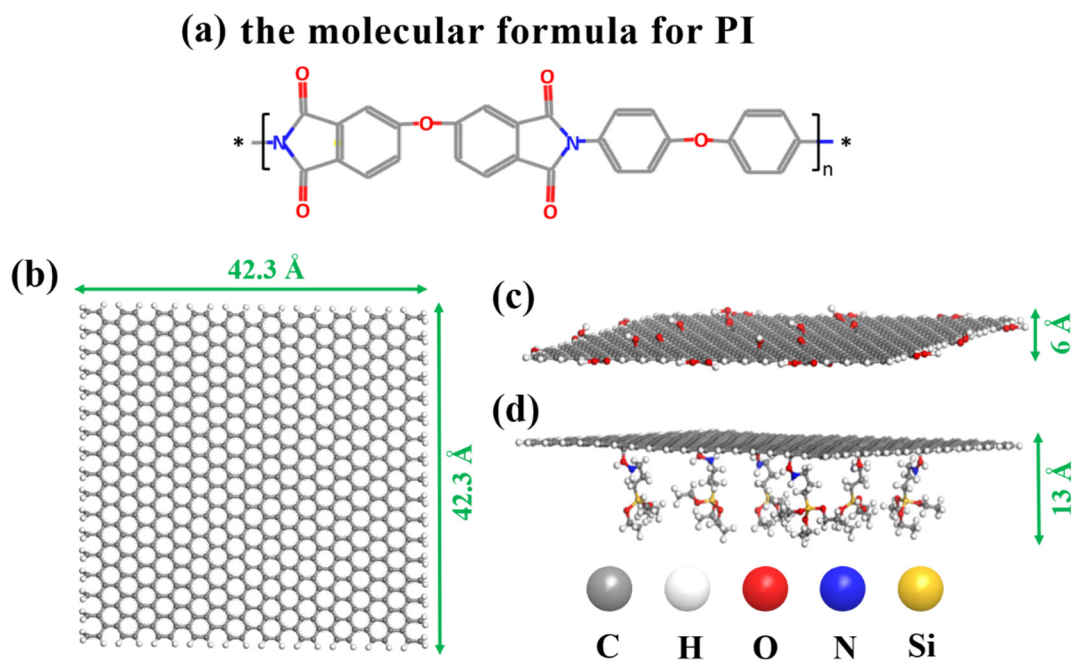 (a) the molecular formula for PI
O O
* [ N O N O ] n *
O O
(b) 42.3 Å
42.3 Å
(c) 6 Å
(d) 13 Å
C H O N Si